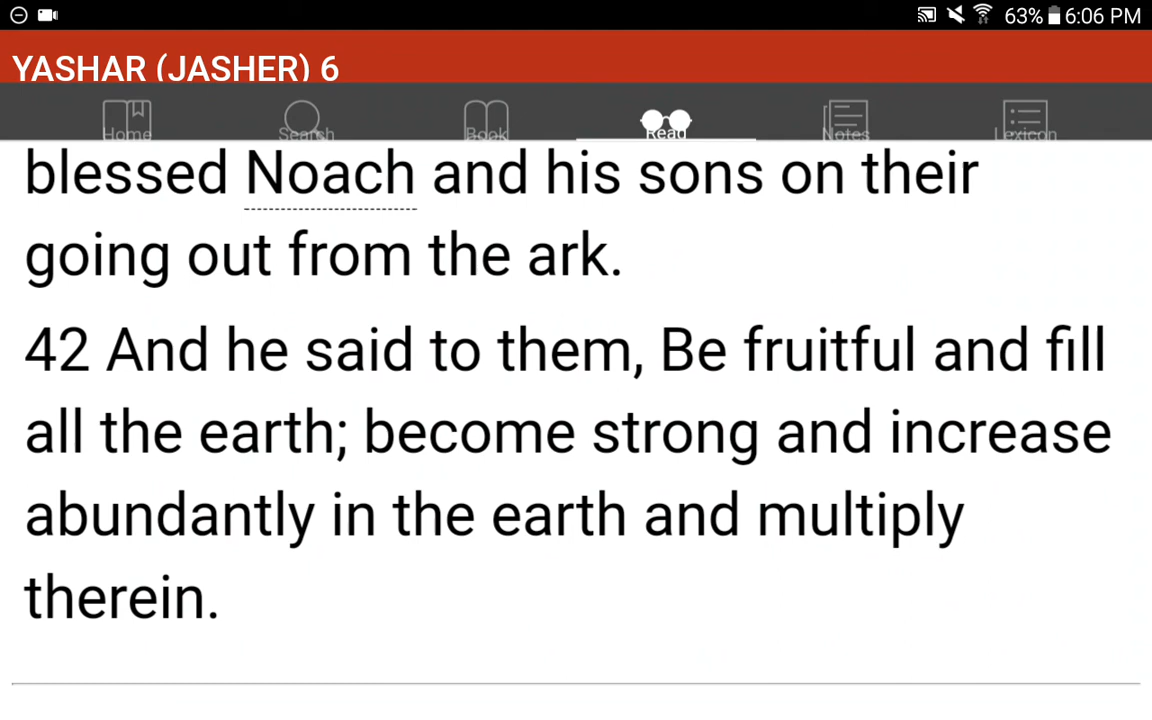 63% 6:06 PM
YASHAR (JASHER) 6
Home Search Book Read Notes Lexicon
blessed Noach and his sons on their
going out from the ark.
42 And he said to them, Be fruitful and fill
all the earth; become strong and increase
abundantly in the earth and multiply
therein.